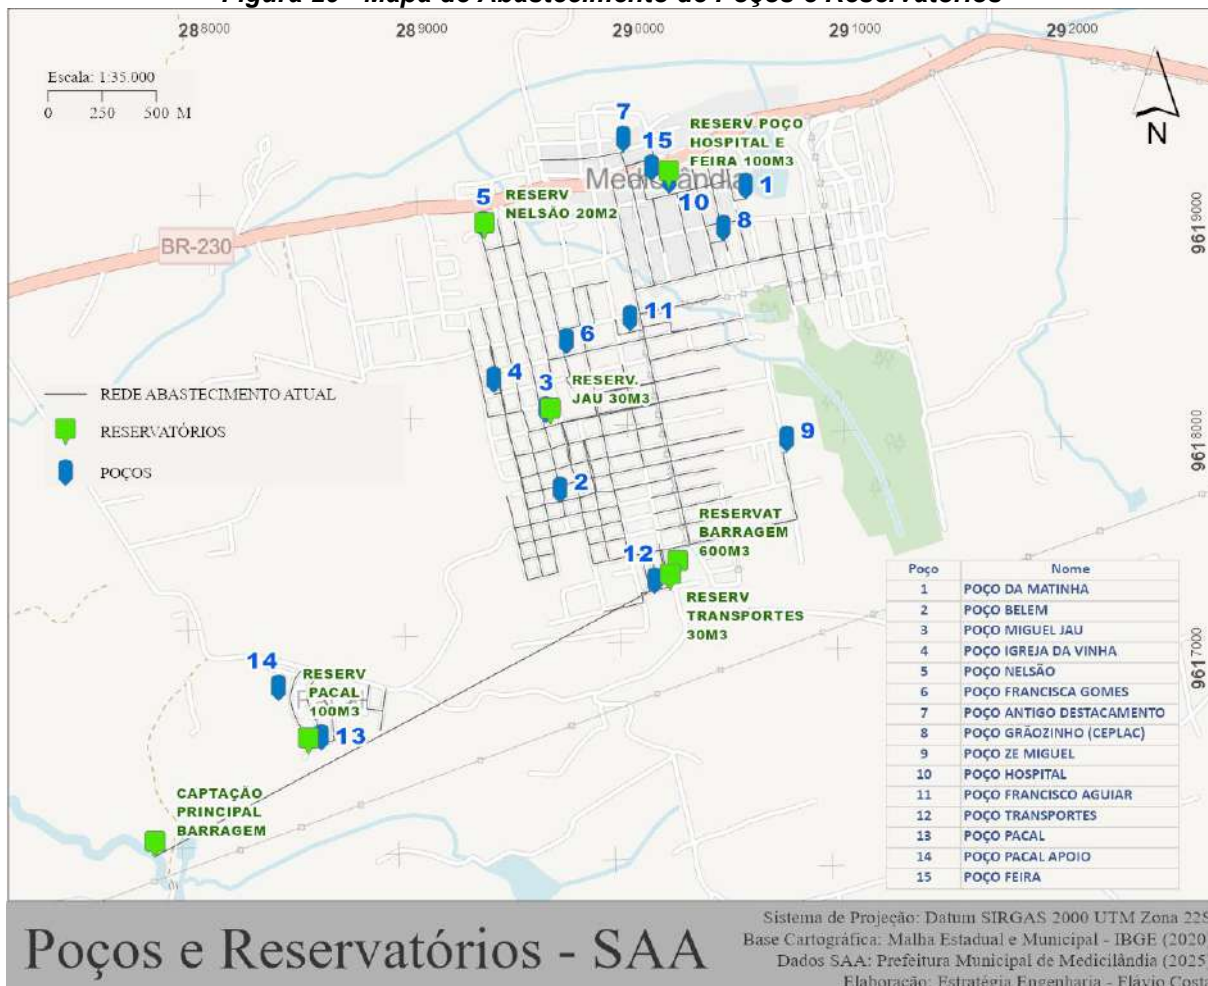 Figura 10 - Mapa de Abastecimento de Poços e Reservatórios
288000
289000
290000
291000
292000
Escala: 1:35.000
0 250 500 M
N
7
15
RESERV POÇO
HOSPITAL E
FEIRA 100M3
Medicilândia
10
1
8
5
RESERV
NELSÃO 20M2
BR-230
9619000
11
6
4
3
RESERV.
JAU 30M3
REDE ABASTECIMENTO ATUAL
RESERVATÓRIOS
POÇOS
9
9618000
2
RESERVAT
BARRAGEM
600M3
12
RESERV
TRANSPORTES
30M3
14
RESERV
PACAL
100M3
13
9617000
CAPTAÇÃO
PRINCIPAL
BARRAGEM
Poço Nome
1 POÇO DA MATINHA
2 POÇO BELEM
3 POÇO MIGUEL JAU
4 POÇO IGREJA DA VINHA
5 POÇO NELSÃO
6 POÇO FRANCISCA GOMES
7 POÇO ANTIGO DESTACAMENTO
8 POÇO GRÃOZINHO (CEPLAC)
9 POÇO ZE MIGUEL
10 POÇO HOSPITAL
11 POÇO FRANCISCO AGUIAR
12 POÇO TRANSPORTES
13 POÇO PACAL
14 POÇO PACAL APOIO
15 POÇO FEIRA
Poços e Reservatórios - SAA
Sistema de Projeção: Datum SIRGAS 2000 UTM Zona 22S
Base Cartográfica: Malha Estadual e Municipal - IBGE (2020)
Dados SAA: Prefeitura Municipal de Medicilândia (2025)
Elaboração: Estratégia Engenharia - Flávio Costa